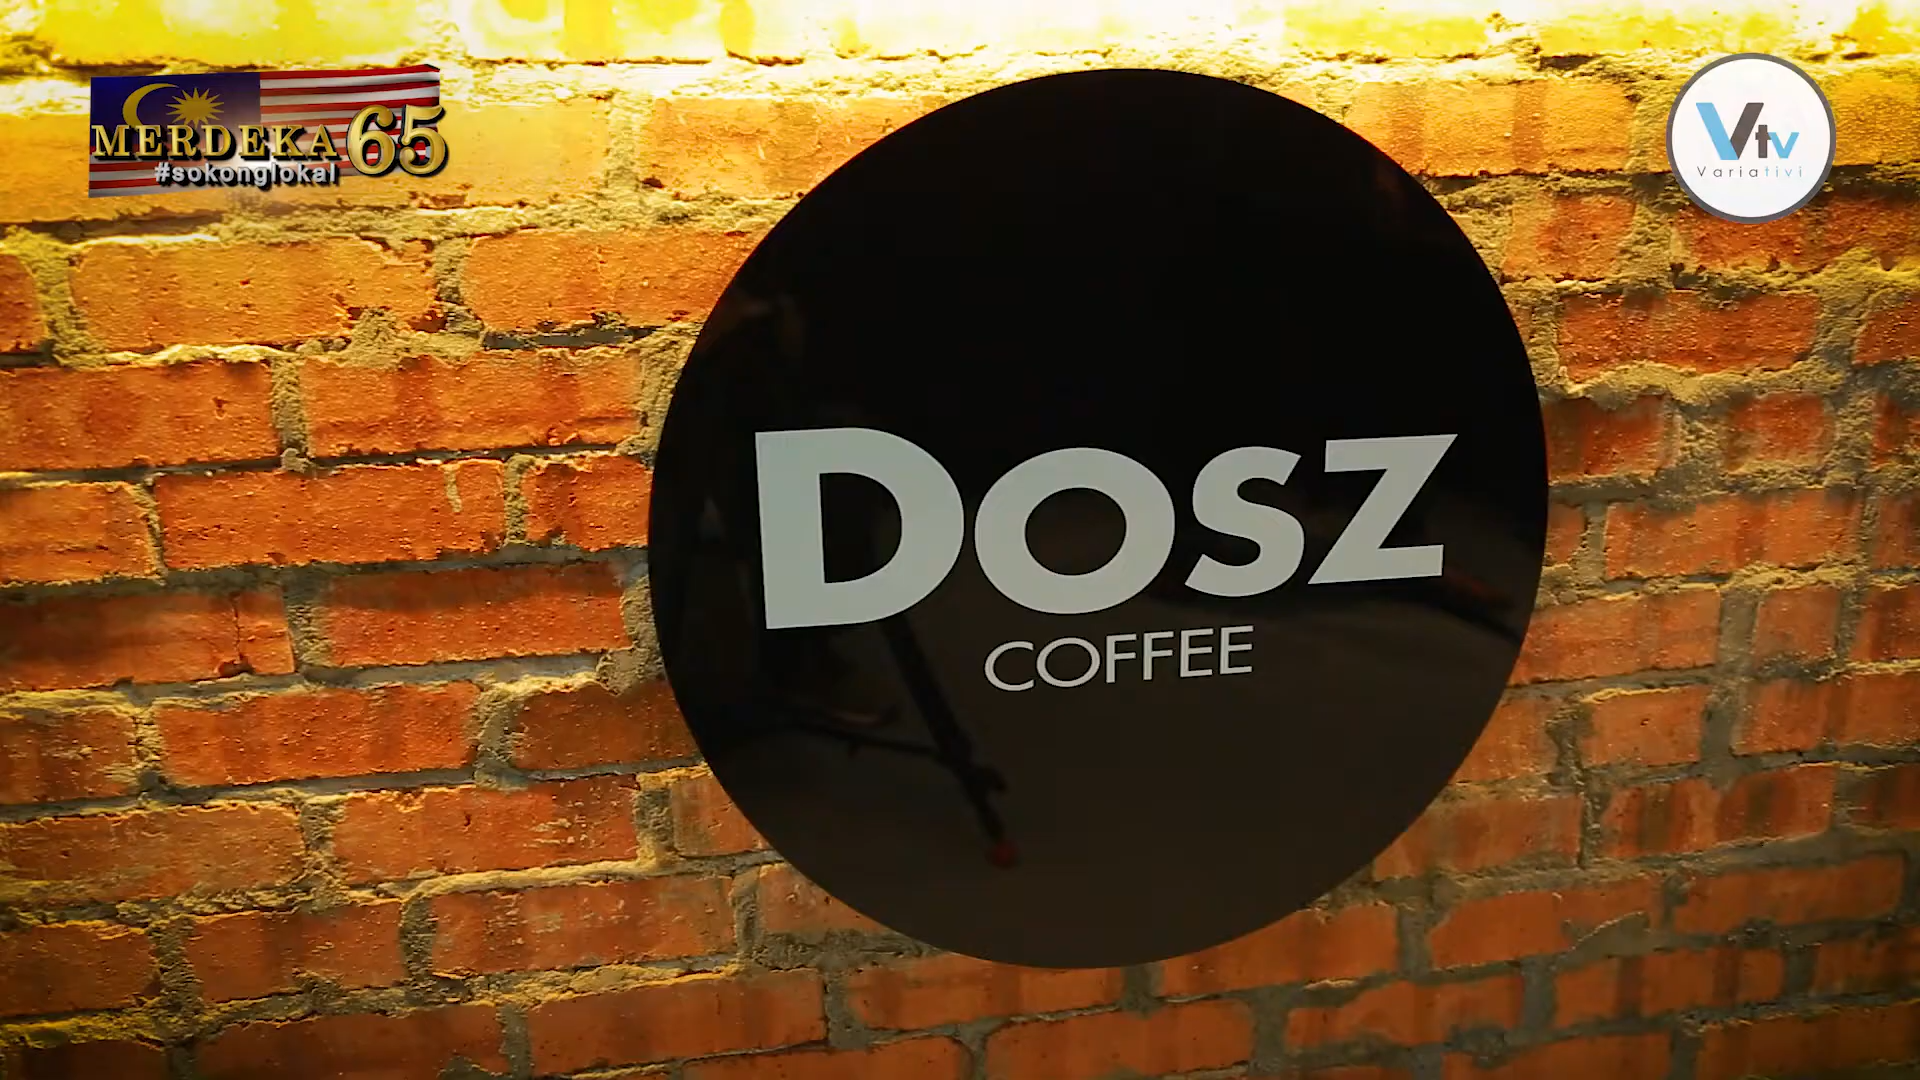 MERDEKA 65
#sokonglokal
Vtv
Variativi
DOSZ
COFFEE